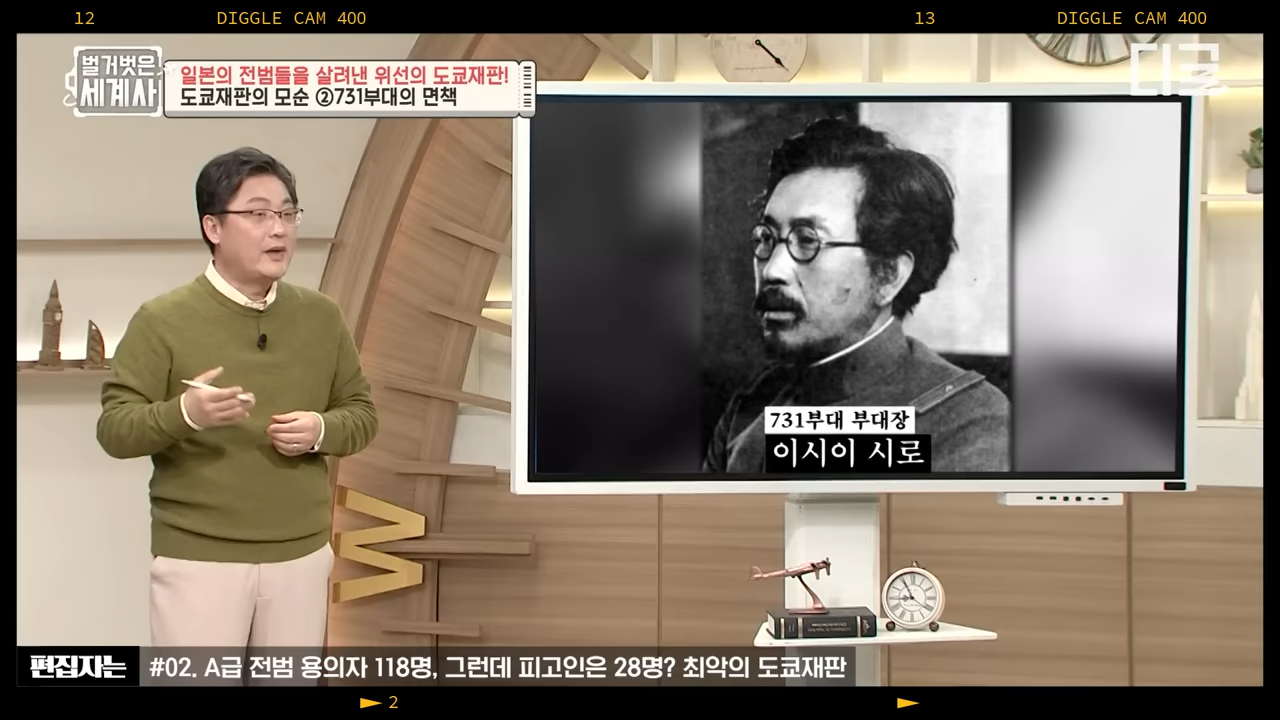 12 DIGGLE CAM 400 13 DIGGLE CAM 400
벌거벗은
세계사
일본의 전범들을 살려낸 위선의 도쿄재판!
도쿄재판의 모순 ②731부대의 면책
디글
731부대 부대장
이시이 시로
W
편집자는 #02. A급 전범 용의자 118명, 그런데 피고인은 28명? 최악의 도쿄재판
2